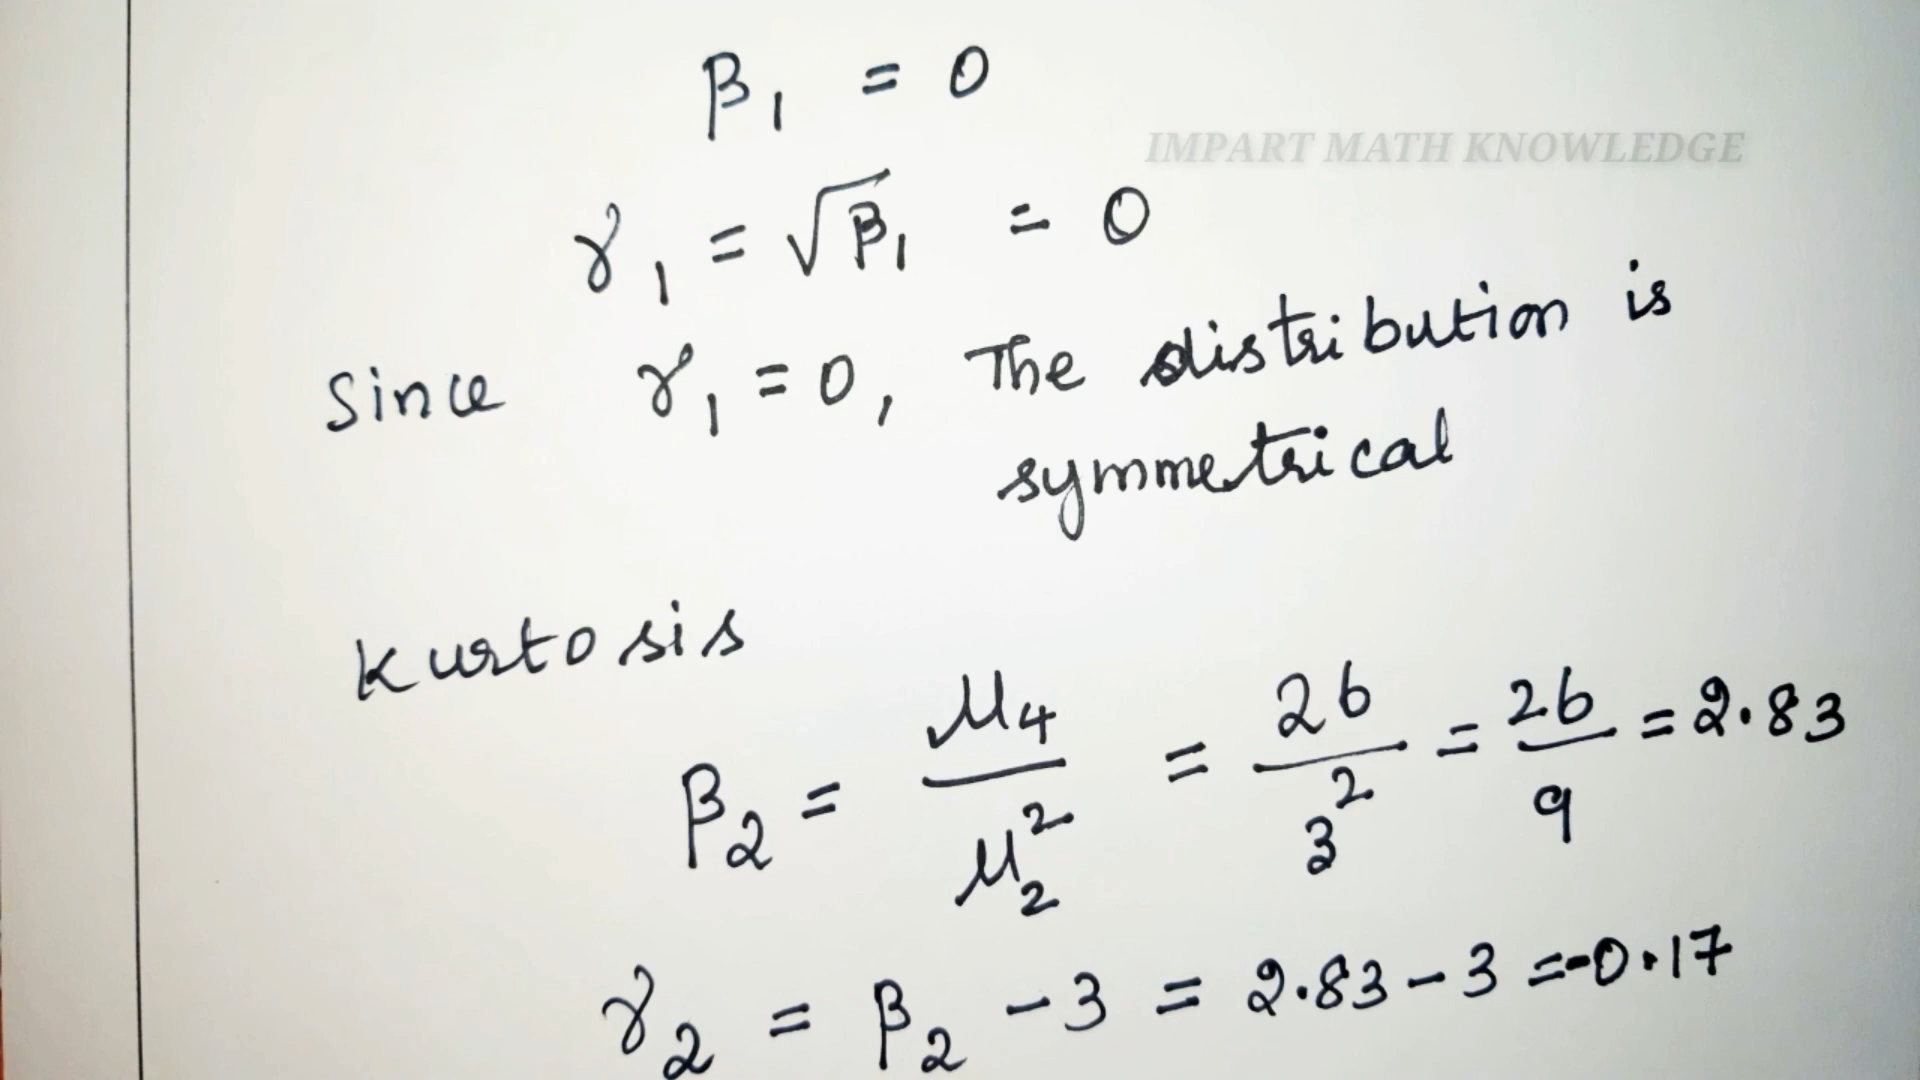 β₁ = 0
IMPART MATH KNOWLEDGE
γ₁ = √β₁ = 0
Since γ₁ = 0, The distribution is
symmetrical
Kurtosis
β₂ = μ₄/μ₂² = 26/3² = 26/9 = 2.83
γ₂ = β₂ - 3 = 2.83 - 3 = -0.17